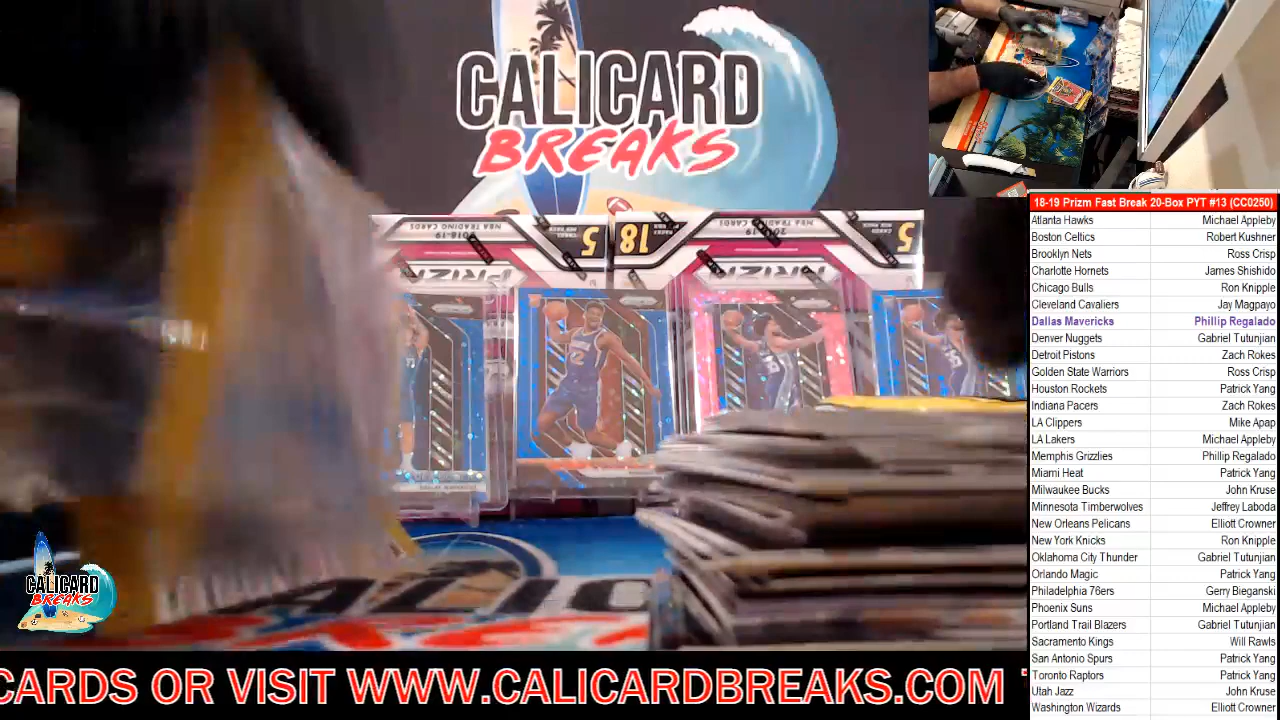 CALICARD
BREAKS
NBA TRADING CARDS 2018-19
5
18
5
PRIZM
PRIZM
CALICARD
BREAKS
18-19 Prizm Fast Break 20-Box PYT #13 (CC0250)
Atlanta Hawks Michael Appleby
Boston Celtics Robert Kushner
Brooklyn Nets Ross Crisp
Charlotte Hornets James Shishido
Chicago Bulls Ron Knipple
Cleveland Cavaliers Jay Magpayo
Dallas Mavericks Phillip Regalado
Denver Nuggets Gabriel Tutunjian
Detroit Pistons Zach Rokes
Golden State Warriors Ross Crisp
Houston Rockets Patrick Yang
Indiana Pacers Zach Rokes
LA Clippers Mike Apap
LA Lakers Michael Appleby
Memphis Grizzlies Phillip Regalado
Miami Heat Patrick Yang
Milwaukee Bucks John Kruse
Minnesota Timberwolves Jeffrey Laboda
New Orleans Pelicans Elliott Crowner
New York Knicks Ron Knipple
Oklahoma City Thunder Gabriel Tutunjian
Orlando Magic Patrick Yang
Philadelphia 76ers Gerry Bieganski
Phoenix Suns Michael Appleby
Portland Trail Blazers Gabriel Tutunjian
Sacramento Kings Will Rawls
San Antonio Spurs Patrick Yang
Toronto Raptors Patrick Yang
Utah Jazz John Kruse
Washington Wizards Elliott Crowner
CARDS OR VISIT WWW.CALICARDBREAKS.COM